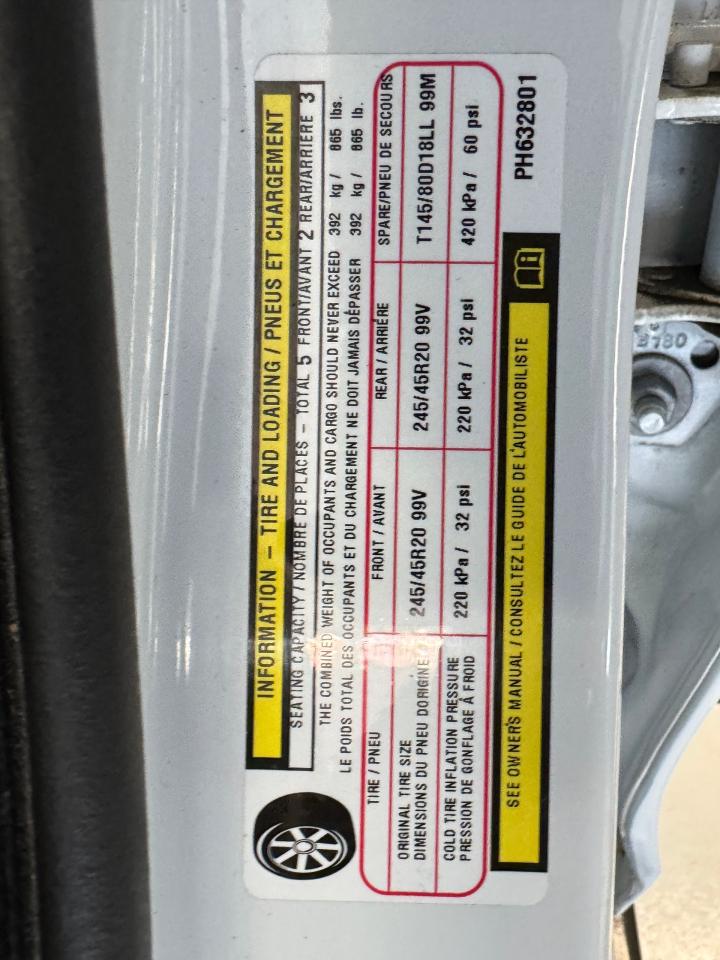 INFORMATION – TIRE AND LOADING / PNEUS ET CHARGEMENT
SEATING CAPACITY / NOMBRE DE PLACES – TOTAL 5 FRONT/AVANT 2 REAR/ARRIERE 3
THE COMBINED WEIGHT OF OCCUPANTS AND CARGO SHOULD NEVER EXCEED 392 kg / 865 lbs.
LE POIDS TOTAL DES OCCUPANTS ET DU CHARGEMENT NE DOIT JAMAIS DÉPASSER 392 kg / 865 lb.
TIRE / PNEU FRONT / AVANT REAR / ARRIÈRE SPARE/PNEU DE SECOURS
ORIGINAL TIRE SIZE
DIMENSIONS DU PNEU DORIGINE 245/45R20 99V 245/45R20 99V T145/80D18LL 99M
COLD TIRE INFLATION PRESSURE
PRESSION DE GONFLAGE À FROID 220 kPa / 32 psi 220 kPa / 32 psi 420 kPa / 60 psi
SEE OWNER'S MANUAL / CONSULTEZ LE GUIDE DE L'AUTOMOBILISTE
PH632801